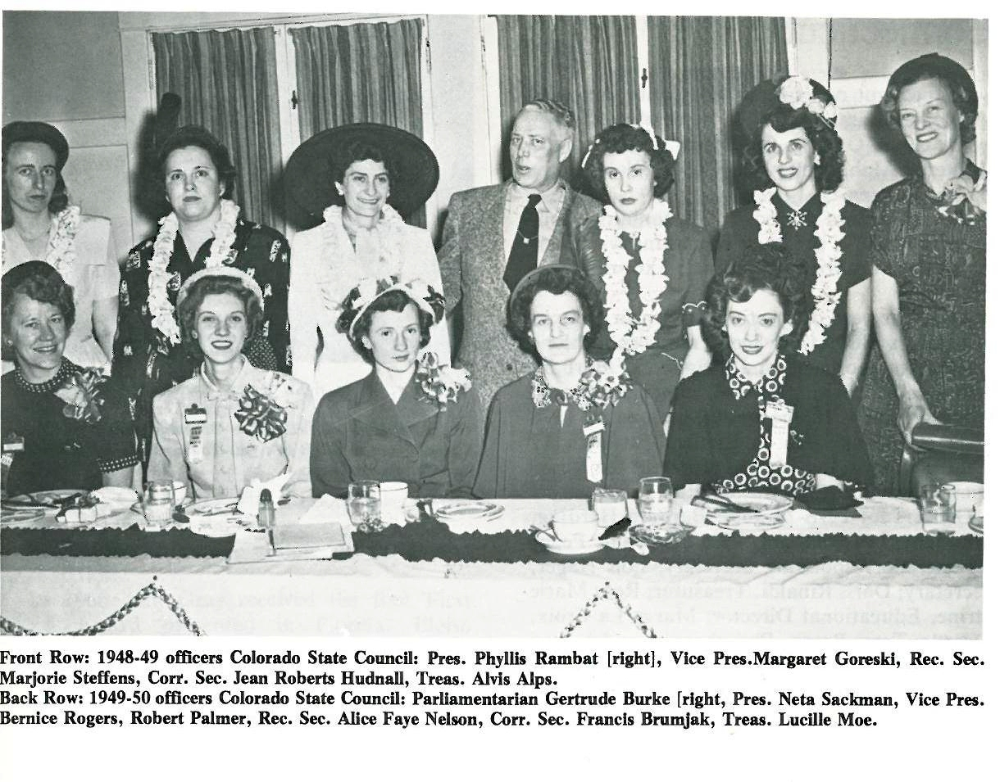 Front Row: 1948-49 officers Colorado State Council: Pres. Phyllis Rambat [right], Vice Pres.Margaret Goreski, Rec. Sec.
Marjorie Steffens, Corr. Sec. Jean Roberts Hudnall, Treas. Alvis Alps.
Back Row: 1949-50 officers Colorado State Council: Parliamentarian Gertrude Burke [right, Pres. Neta Sackman, Vice Pres.
Bernice Rogers, Robert Palmer, Rec. Sec. Alice Faye Nelson, Corr. Sec. Francis Brumjak, Treas. Lucille Moe.